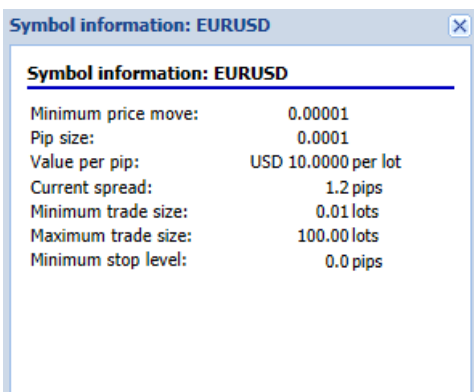 Symbol information: EURUSD
Symbol information: EURUSD
Minimum price move: 0.00001
Pip size: 0.0001
Value per pip: USD 10.0000 per lot
Current spread: 1.2 pips
Minimum trade size: 0.01 lots
Maximum trade size: 100.00 lots
Minimum stop level: 0.0 pips